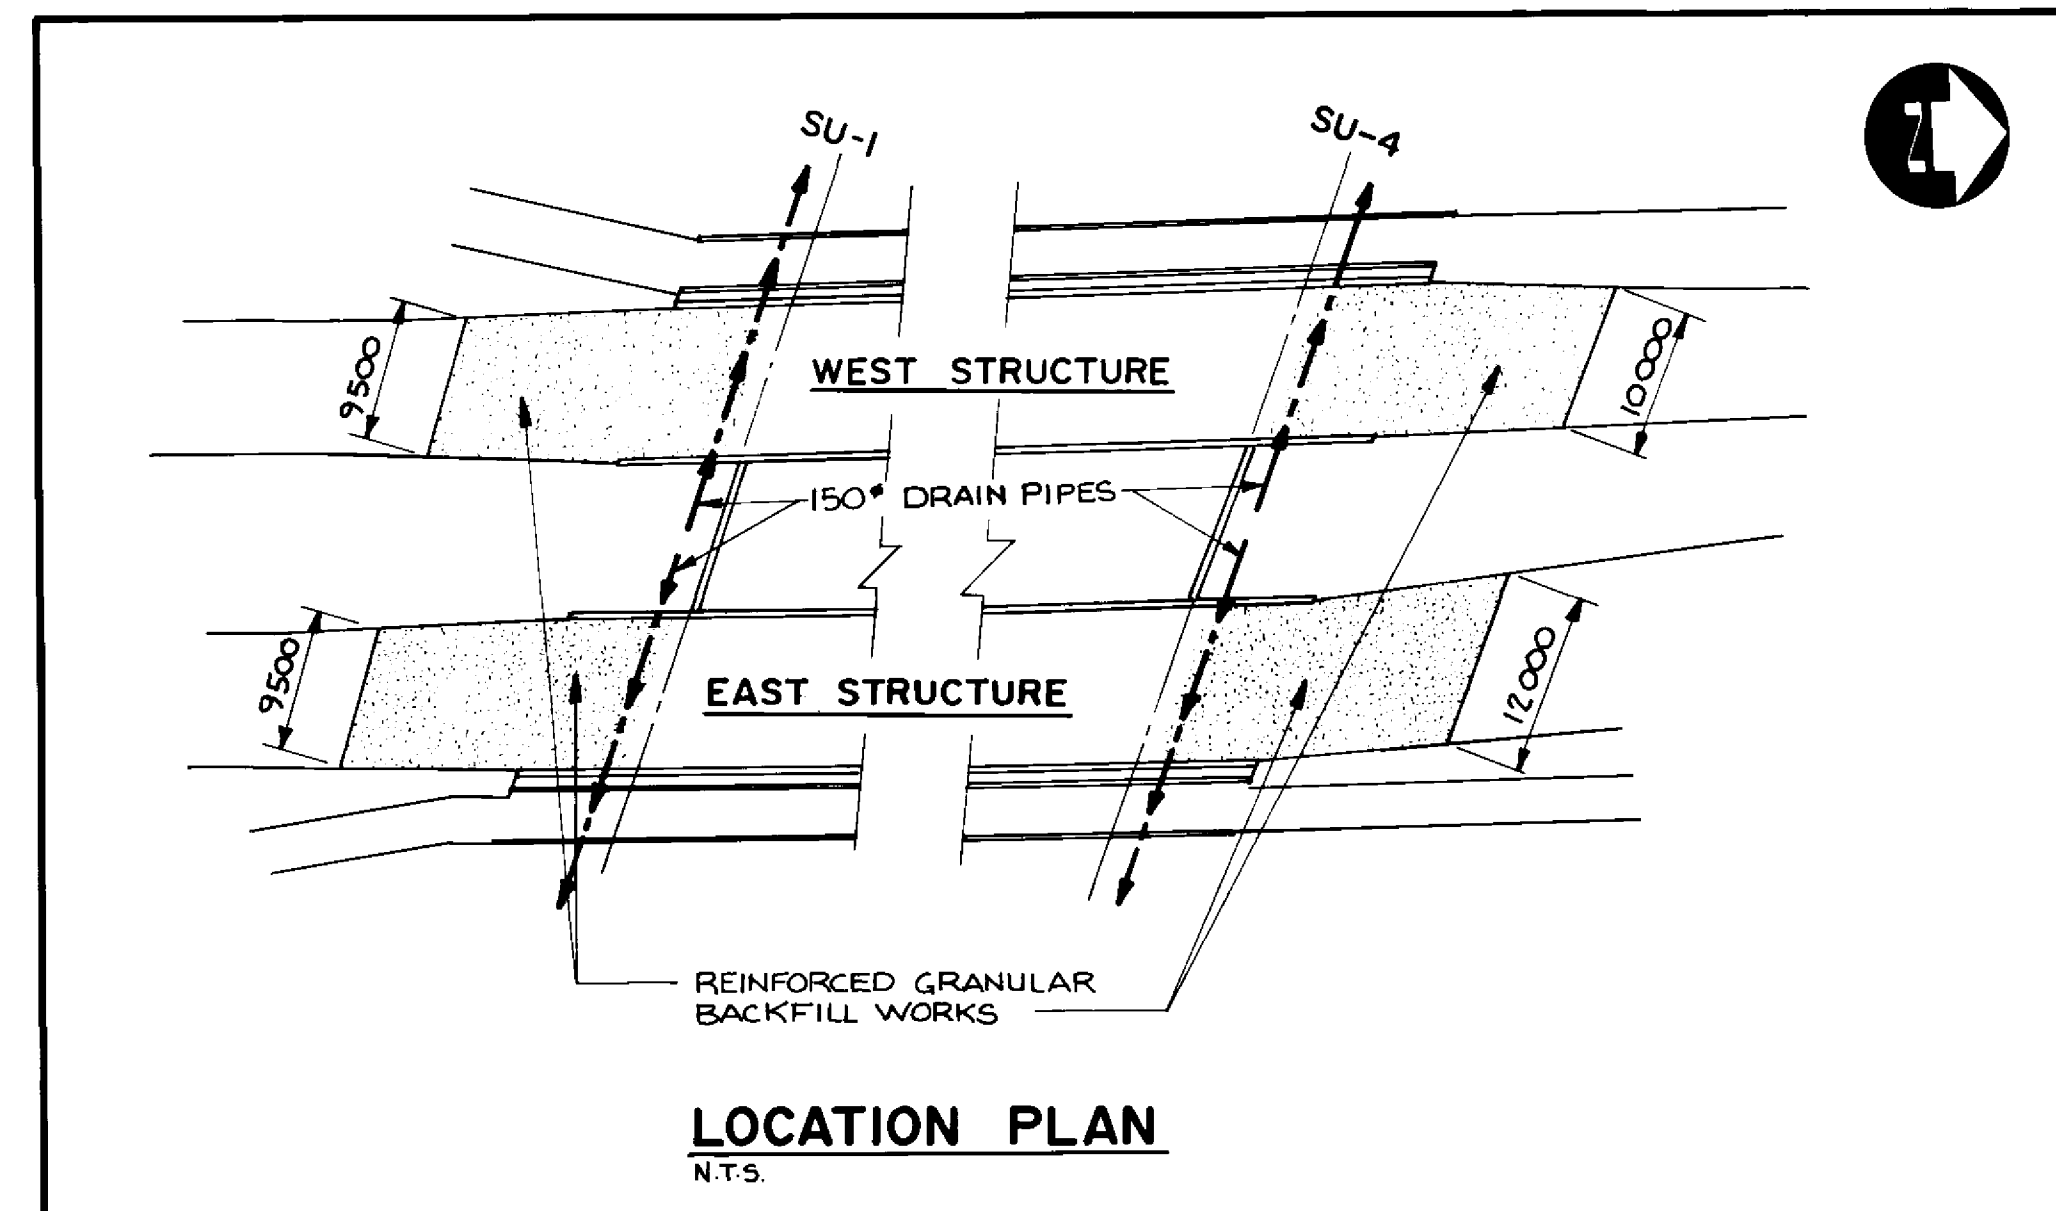 SU-1
SU-4
N
9500
WEST STRUCTURE
10000
150ø DRAIN PIPES
9500
EAST STRUCTURE
12000
REINFORCED GRANULAR
BACKFILL WORKS
LOCATION PLAN
N.T.S.